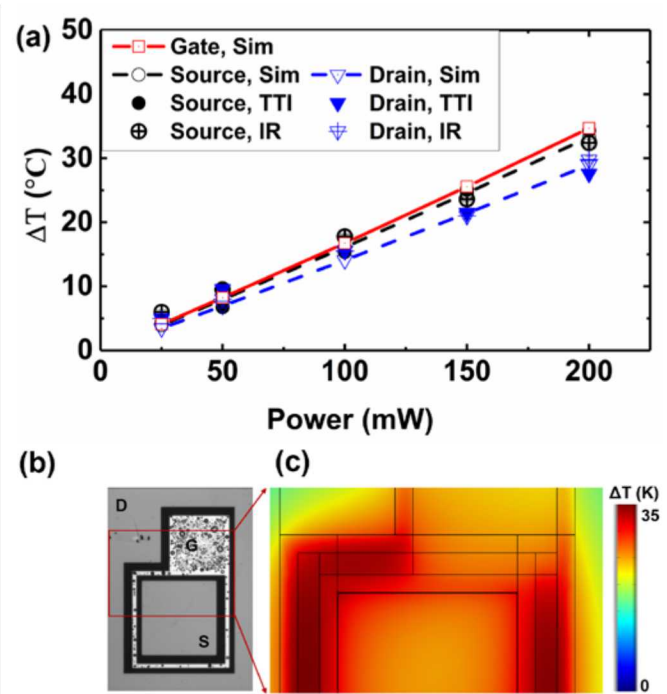 (a)
50
40
30
20
10
0
ΔT (°C)
Gate, Sim
Source, Sim
Drain, Sim
Source, TTI
Drain, TTI
Source, IR
Drain, IR
0 50 100 150 200
Power (mW)
(b)
(c)
D
G
S
ΔT (K)
35
0